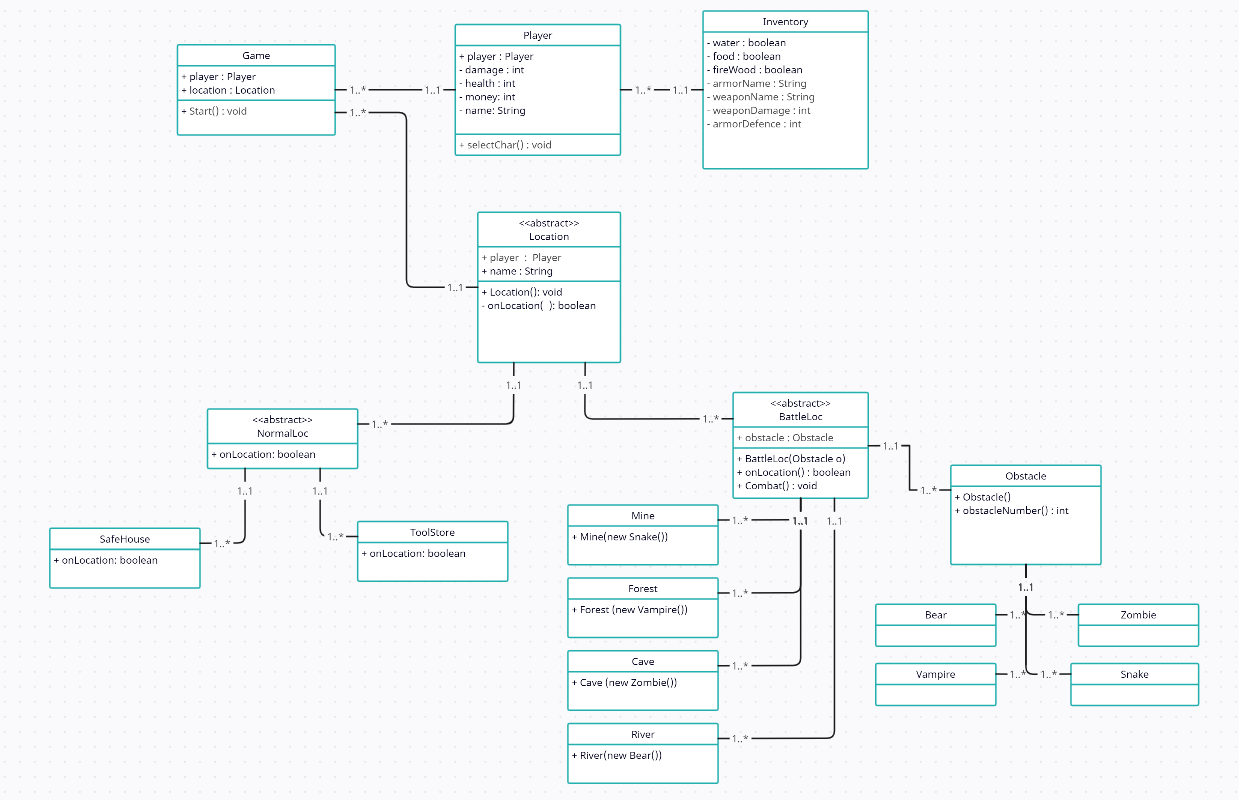 Game
+ player : Player
+ location : Location
+ Start() : void
1..*
1..1
1..*
Player
+ player : Player
- damage : int
- health : int
- money: int
- name: String
+ selectChar() : void
1..*
1..1
Inventory
- water : boolean
- food : boolean
- fireWood : boolean
- armorName : String
- weaponName : String
- weaponDamage : int
- armorDefence : int
<<abstract>>
Location
+ player : Player
+ name : String
+ Location(): void
- onLocation( ): boolean
1..1
1..1
1..1
<<abstract>>
NormalLoc
+ onLocation: boolean
1..*
1..*
<<abstract>>
BattleLoc
+ obstacle : Obstacle
+ BattleLoc(Obstacle o)
+ onLocation() : boolean
+ Combat() : void
1..1
1..*
Obstacle
+ Obstacle()
+ obstacleNumber() : int
1..1
1..1
SafeHouse
+ onLocation: boolean
1..*
1..*
ToolStore
+ onLocation: boolean
Mine
+ Mine(new Snake())
1..*
1..1
1..1
Forest
+ Forest (new Vampire())
1..*
Cave
+ Cave (new Zombie())
1..*
River
+ River(new Bear())
1..*
1..1
Bear
1..*
1..*
Zombie
Vampire
1..*
1..*
Snake